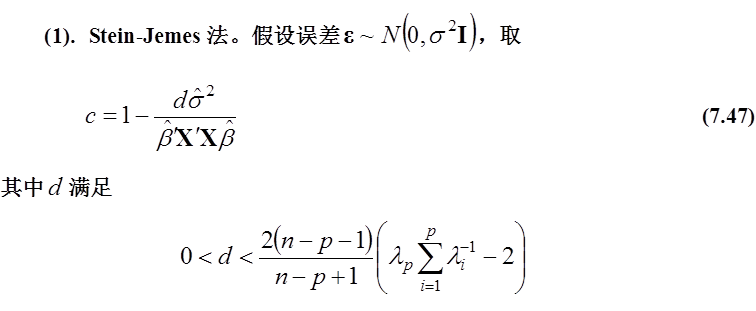 (1). Stein-Jemes 法。假设误差 ε ~ N(0, σ²I)，取
c = 1 − dσ̂² / β̂′X′Xβ̂ (7.47)
其中 d 满足
0 < d < 2(n − p − 1) / (n − p + 1) (λ_p ∑_{i=1}^{p} λ_i^{-1} − 2)